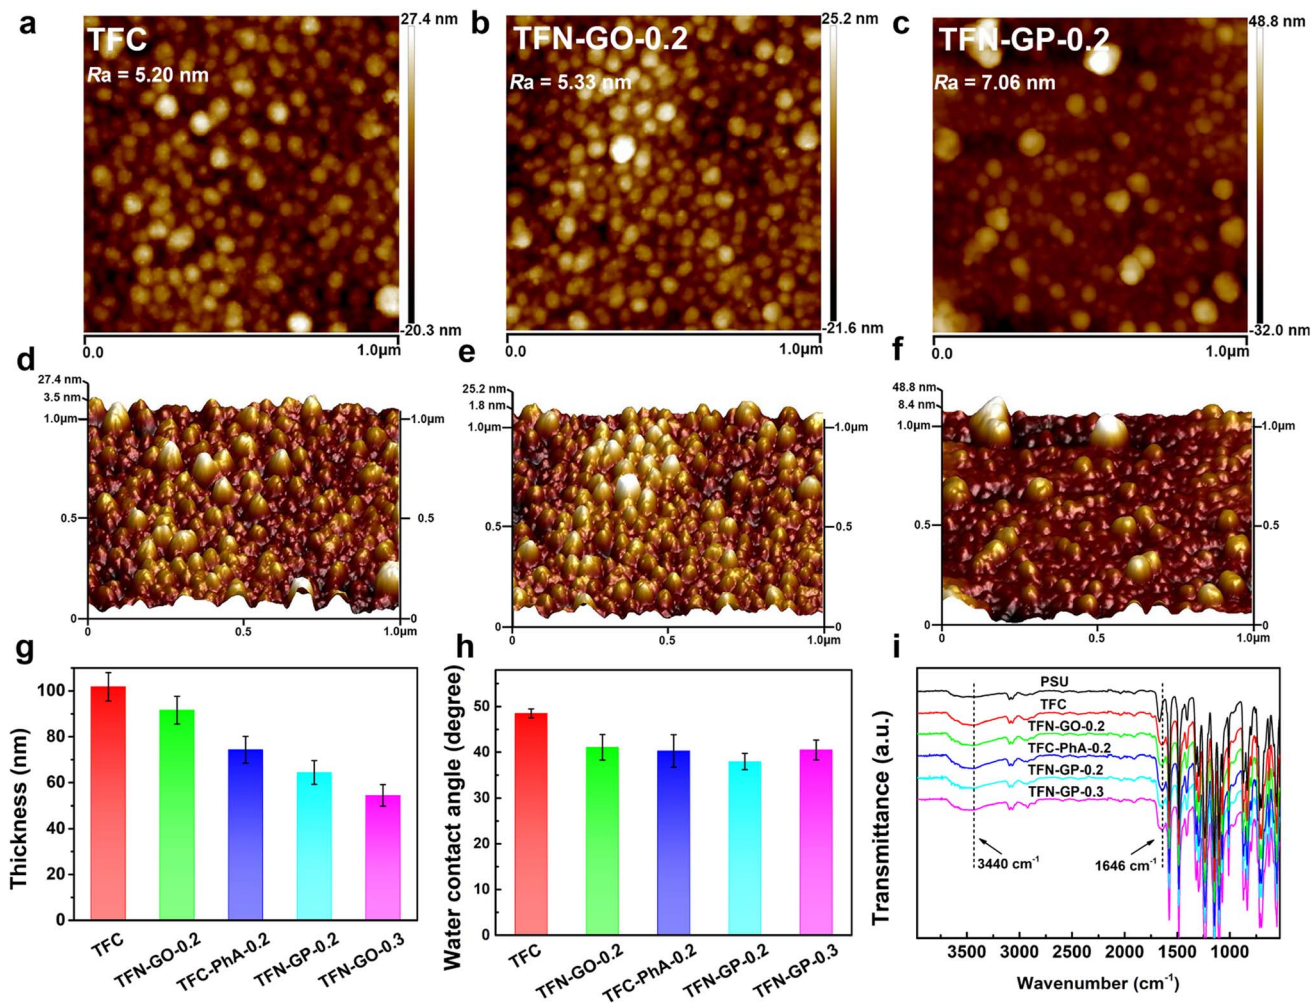 a
TFC
Ra = 5.20 nm
27.4 nm
-20.3 nm
0.0
1.0μm
b
TFN-GO-0.2
Ra = 5.33 nm
25.2 nm
-21.6 nm
0.0
1.0μm
c
TFN-GP-0.2
Ra = 7.06 nm
48.8 nm
-32.0 nm
0.0
1.0μm
d
27.4 nm
3.5 nm
1.0μm
0.5
0
1.0μm
0.5
0
0
0.5
1.0μm
e
25.2 nm
1.8 nm
1.0μm
0.5
0
1.0μm
0.5
0
0
0.5
1.0μm
f
48.8 nm
8.4 nm
1.0μm
0.5
0
1.0μm
0.5
0
0
0.5
1.0μm
g
Thickness (nm)
100
80
60
40
20
0
TFC
TFN-GO-0.2
TFC-PhA-0.2
TFN-GP-0.2
TFN-GO-0.3
h
Water contact angle (degree)
50
40
30
20
10
0
TFC
TFN-GO-0.2
TFC-PhA-0.2
TFN-GP-0.2
TFN-GP-0.3
i
Transmittance (a.u.)
PSU
TFC
TFN-GO-0.2
TFC-PhA-0.2
TFN-GP-0.2
TFN-GP-0.3
3440 cm⁻¹
1646 cm⁻¹
3500
3000
2500
2000
1500
1000
Wavenumber (cm⁻¹)